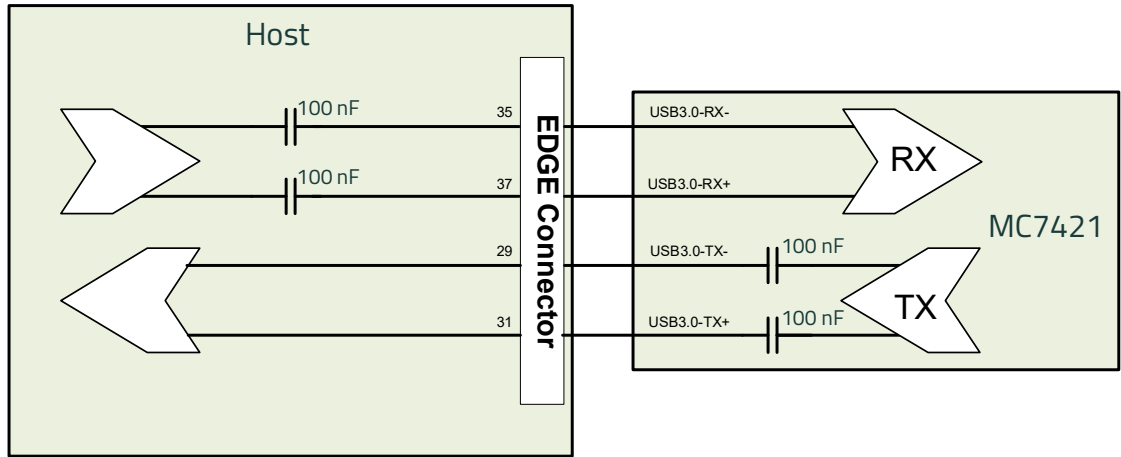 Host
100 nF
35
USB3.0-RX-
100 nF
37
USB3.0-RX+
RX
EDGE Connector
MC7421
29
USB3.0-TX-
100 nF
TX
31
USB3.0-TX+
100 nF